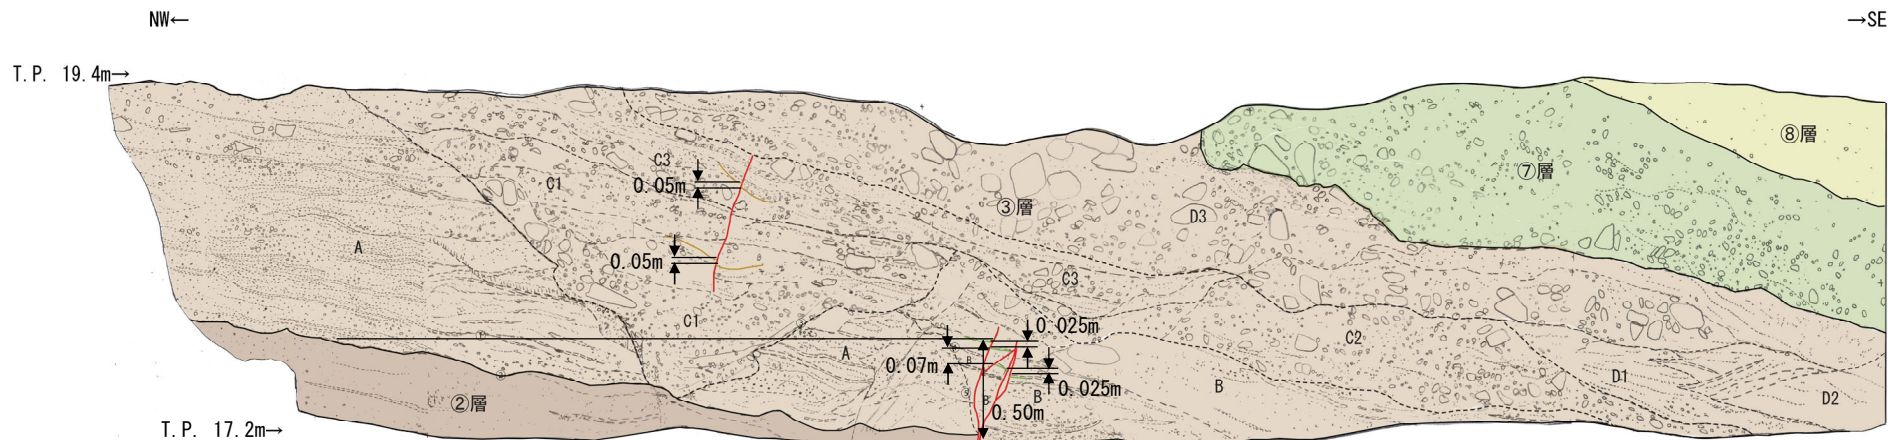 NW←
→SE
T.P. 19.4m→
⑧層
C3
⑦層
C1
0.05m
③層
D3
A
0.05m
C3
C1
0.025m
C2
A
0.07m
D1
B
0.025m
B
B
D2
②層
0.50m
T.P. 17.2m→